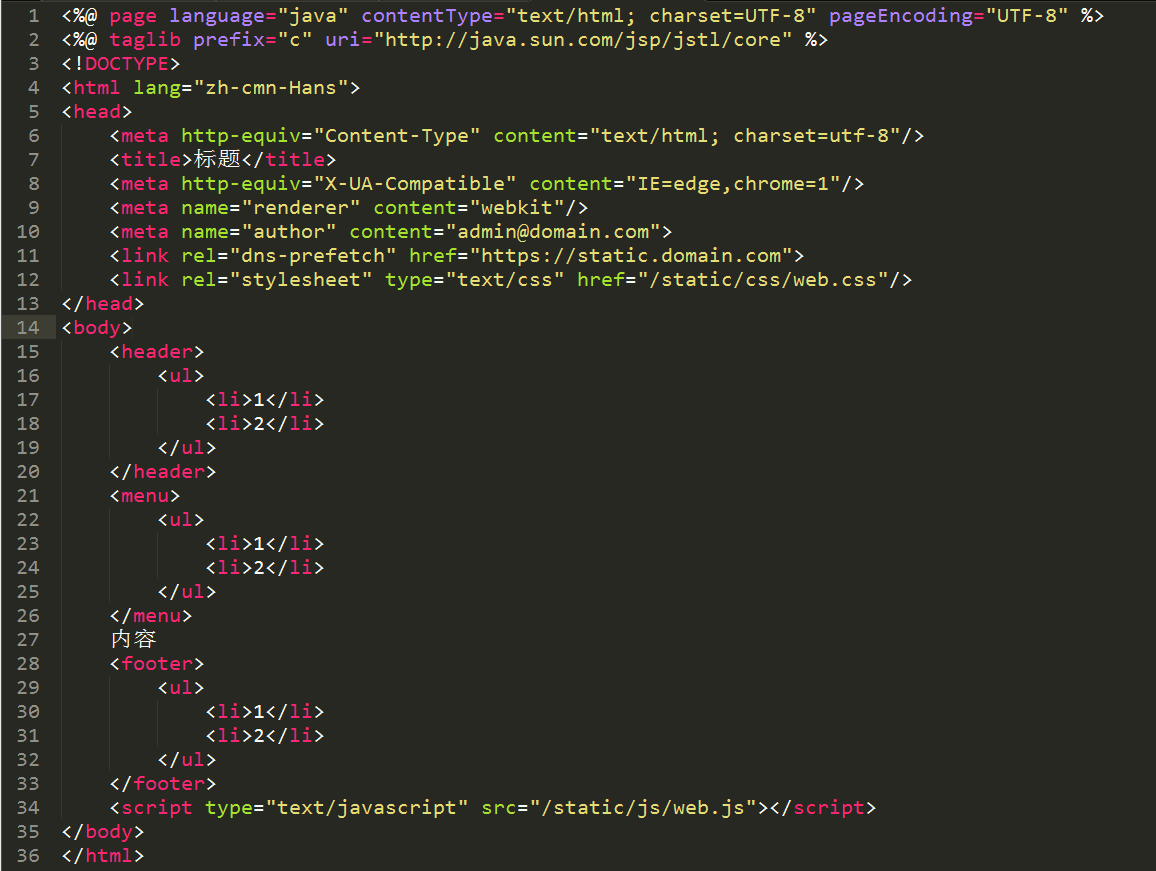 1 <%@ page language="java" contentType="text/html; charset=UTF-8" pageEncoding="UTF-8" %>
2 <%@ taglib prefix="c" uri="http://java.sun.com/jsp/jstl/core" %>
3 <!DOCTYPE>
4 <html lang="zh-cmn-Hans">
5 <head>
6     <meta http-equiv="Content-Type" content="text/html; charset=utf-8"/>
7     <title>标题</title>
8     <meta http-equiv="X-UA-Compatible" content="IE=edge,chrome=1"/>
9     <meta name="renderer" content="webkit"/>
10     <meta name="author" content="admin@domain.com">
11     <link rel="dns-prefetch" href="https://static.domain.com">
12     <link rel="stylesheet" type="text/css" href="/static/css/web.css"/>
13 </head>
14 <body>
15     <header>
16         <ul>
17             <li>1</li>
18             <li>2</li>
19         </ul>
20     </header>
21     <menu>
22         <ul>
23             <li>1</li>
24             <li>2</li>
25         </ul>
26     </menu>
27     内容
28     <footer>
29         <ul>
30             <li>1</li>
31             <li>2</li>
32         </ul>
33     </footer>
34     <script type="text/javascript" src="/static/js/web.js"></script>
35 </body>
36 </html>